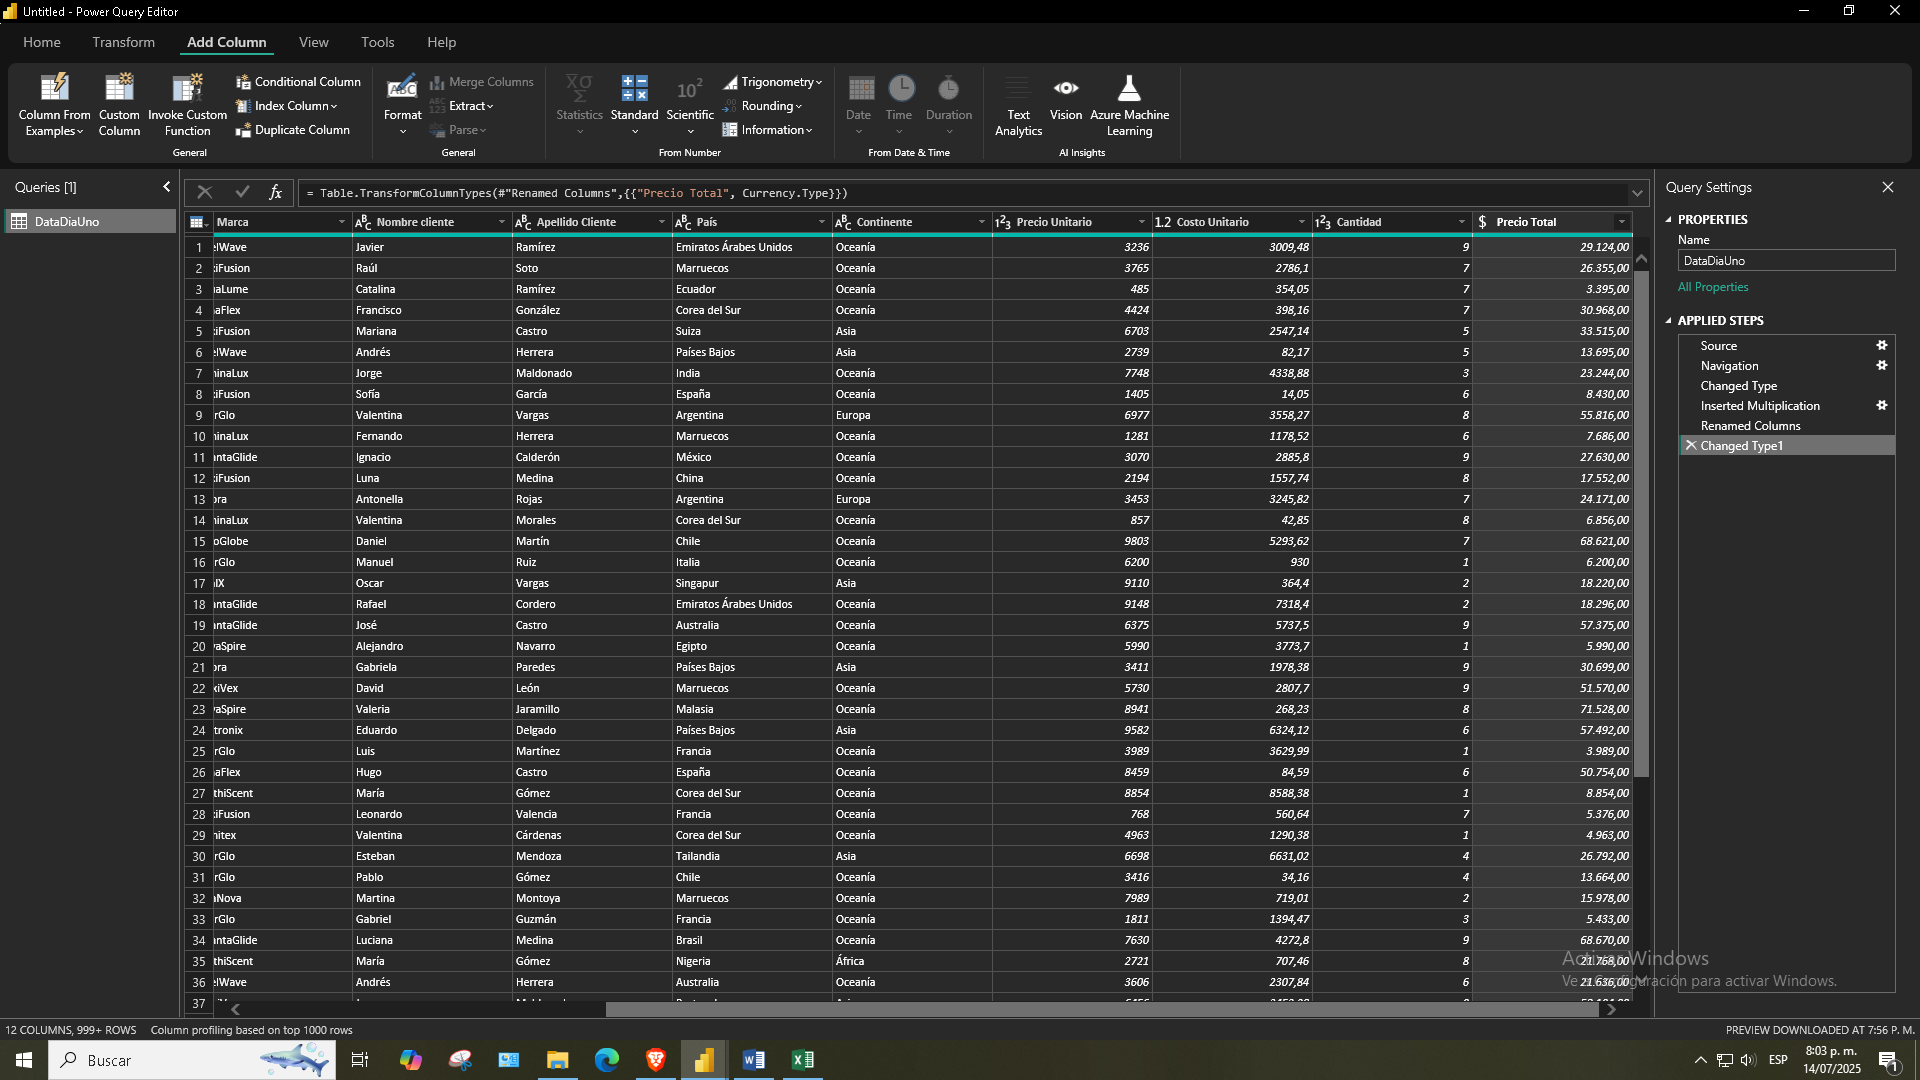 Untitled - Power Query Editor
Home Transform Add Column View Tools Help
Column From Examples
Custom Column
Invoke Custom Function
Conditional Column
Index Column
Duplicate Column
General
Format
Merge Columns
ABC 123 Extract
Parse
General
Statistics
Standard
10² Scientific
Trigonometry
.00 Rounding
Information
From Number
Date
Time
Duration
From Date & Time
Text Analytics
Vision
Azure Machine Learning
AI Insights
Queries [1]
DataDiaUno
fx = Table.TransformColumnTypes(#"Renamed Columns",{{"Precio Total", Currency.Type}})
Marca ABC Nombre cliente ABC Apellido Cliente ABC País ABC Continente 123 Precio Unitario 1.2 Costo Unitario 123 Cantidad $ Precio Total
1 elWave Javier Ramírez Emiratos Árabes Unidos Oceanía 3236 3009,48 9 29.124,00
2 iFusion Raúl Soto Marruecos Oceanía 3765 2786,1 7 26.355,00
3 aLume Catalina Ramírez Ecuador Oceanía 485 354,05 7 3.395,00
4 aFlex Francisco González Corea del Sur Oceanía 4424 398,16 7 30.968,00
5 iFusion Mariana Castro Suiza Asia 6703 2547,14 5 33.515,00
6 elWave Andrés Herrera Países Bajos Asia 2739 82,17 5 13.695,00
7 inaLux Jorge Maldonado India Oceanía 7748 4338,88 3 23.244,00
8 iFusion Sofía García España Oceanía 1405 14,05 6 8.430,00
9 rGlo Valentina Vargas Argentina Europa 6977 3558,27 8 55.816,00
10 inaLux Fernando Herrera Marruecos Oceanía 1281 1178,52 6 7.686,00
11 ntaGlide Ignacio Calderón México Oceanía 3070 2885,8 9 27.630,00
12 iFusion Luna Medina China Oceanía 2194 1557,74 8 17.552,00
13 ora Antonella Rojas Argentina Europa 3453 3245,82 7 24.171,00
14 inaLux Valentina Morales Corea del Sur Oceanía 857 42,85 8 6.856,00
15 oGlobe Daniel Martín Chile Oceanía 9803 5293,62 7 68.621,00
16 rGlo Manuel Ruiz Italia Oceanía 6200 930 1 6.200,00
17 lX Oscar Vargas Singapur Asia 9110 364,4 2 18.220,00
18 ntaGlide Rafael Cordero Emiratos Árabes Unidos Oceanía 9148 7318,4 2 18.296,00
19 ntaGlide José Castro Australia Oceanía 6375 5737,5 9 57.375,00
20 aSpire Alejandro Navarro Egipto Oceanía 5990 3773,7 1 5.990,00
21 ora Gabriela Paredes Países Bajos Asia 3411 1978,38 9 30.699,00
22 xiVex David León Marruecos Oceanía 5730 2807,7 9 51.570,00
23 aSpire Valeria Jaramillo Malasia Oceanía 8941 268,23 8 71.528,00
24 tronix Eduardo Delgado Países Bajos Asia 9582 6324,12 6 57.492,00
25 rGlo Luis Martínez Francia Oceanía 3989 3629,99 1 3.989,00
26 aFlex Hugo Castro España Oceanía 8459 84,59 6 50.754,00
27 thiScent María Gómez Corea del Sur Oceanía 8854 8588,38 1 8.854,00
28 iFusion Leonardo Valencia Francia Oceanía 768 560,64 7 5.376,00
29 nitex Valentina Cárdenas Corea del Sur Oceanía 4963 1290,38 1 4.963,00
30 rGlo Esteban Mendoza Tailandia Asia 6698 6631,02 4 26.792,00
31 rGlo Pablo Gómez Chile Oceanía 3416 34,16 4 13.664,00
32 aNova Martina Montoya Marruecos Oceanía 7989 719,01 2 15.978,00
33 rGlo Gabriel Guzmán Francia Oceanía 1811 1394,47 3 5.433,00
34 ntaGlide Luciana Medina Brasil Oceanía 7630 4272,8 9 68.670,00
35 thiScent María Gómez Nigeria África 2721 707,46 8 21.768,00
36 elWave Andrés Herrera Australia Oceanía 3606 2307,84 6 21.636,00
37
Query Settings
PROPERTIES
Name
DataDiaUno
All Properties
APPLIED STEPS
Source
Navigation
Changed Type
Inserted Multiplication
Renamed Columns
Changed Type1
Activar Windows
Ve a Configuración para activar Windows.
12 COLUMNS, 999+ ROWS Column profiling based on top 1000 rows PREVIEW DOWNLOADED AT 7:56 P. M.
Buscar
ESP
8:03 p. m.
14/07/2025
1